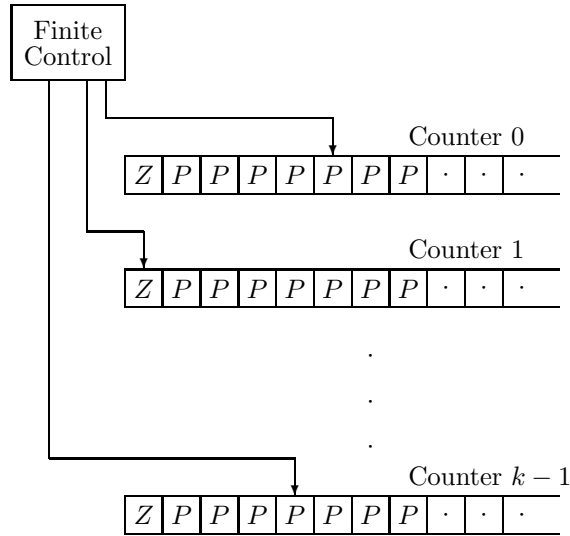 Finite
Control
Counter 0
Z P P P P P P P · · ·
Counter 1
Z P P P P P P P · · ·
·
·
·
Counter k − 1
Z P P P P P P P · · ·